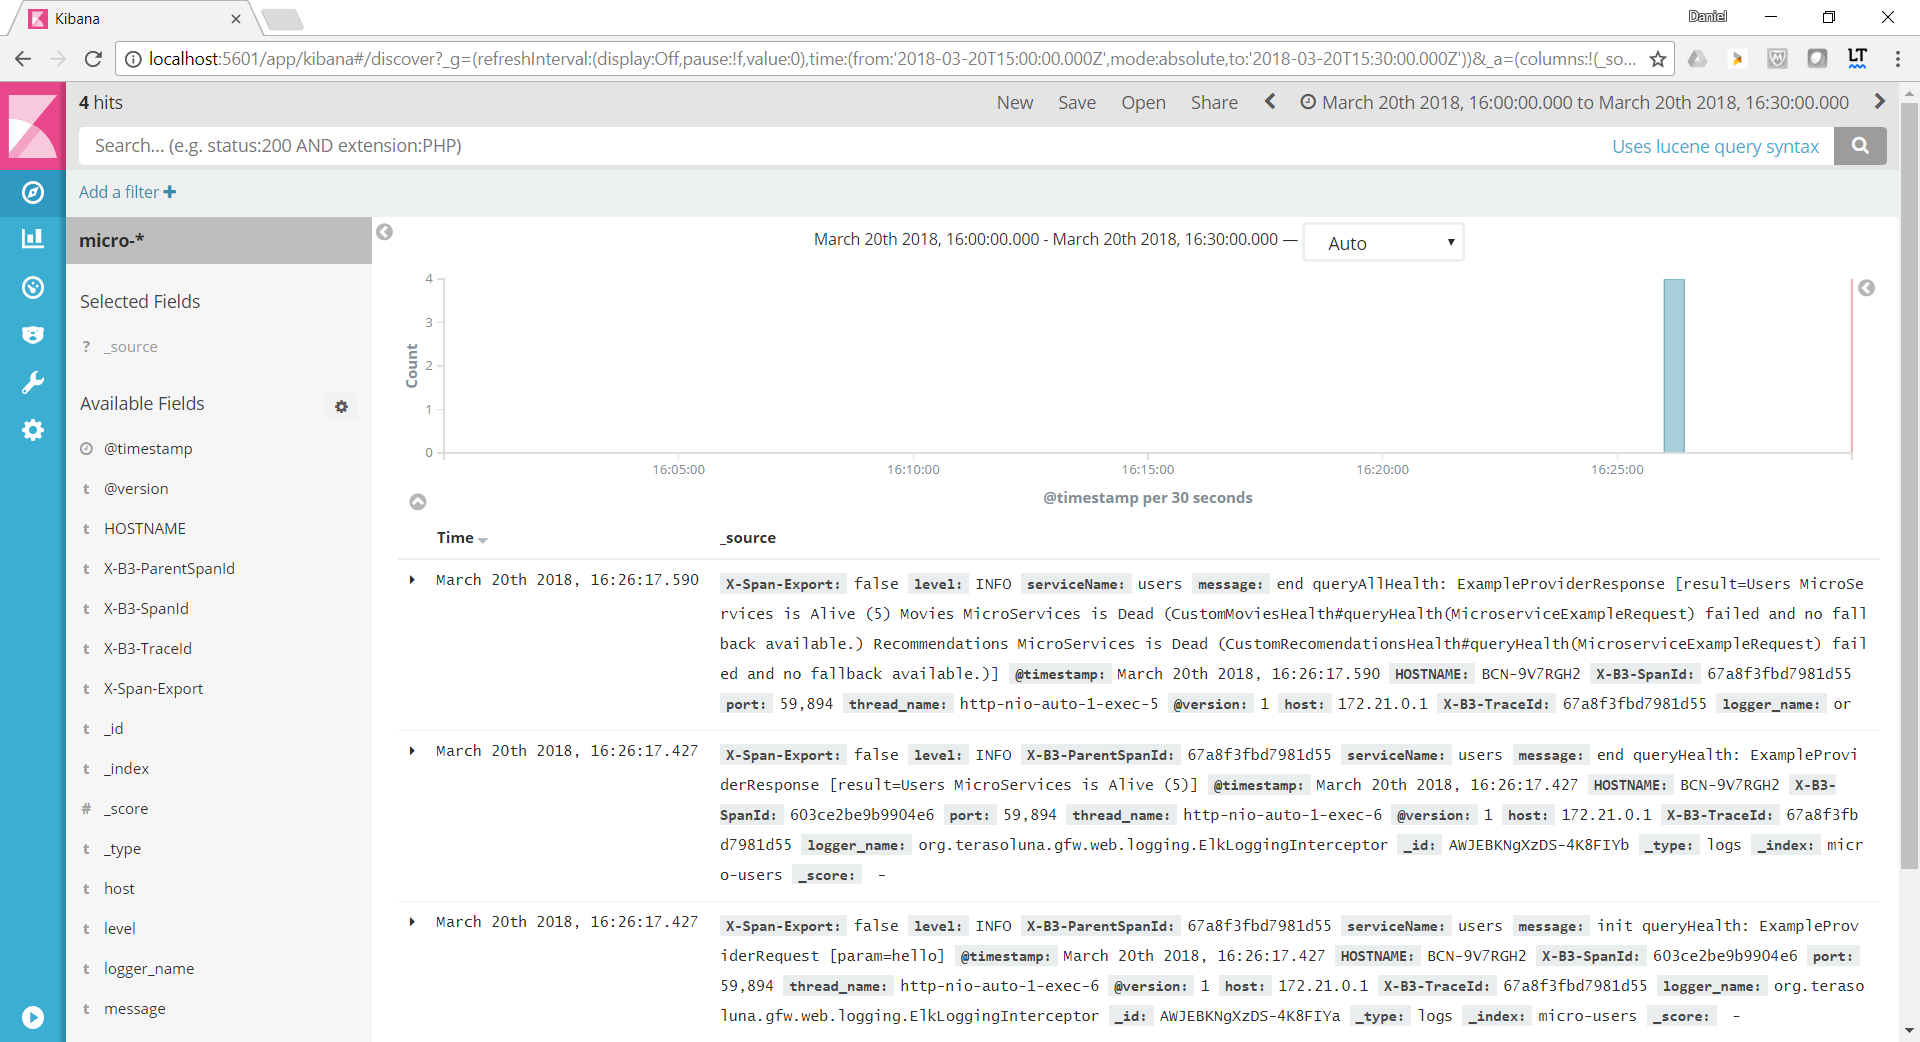 Kibana
Daniel
localhost:5601/app/kibana#/discover?_g=(refreshInterval:(display:Off,pause:!f,value:0),time:(from:'2018-03-20T15:00:00.000Z',mode:absolute,to:'2018-03-20T15:30:00.000Z'))&_a=(columns:!(_so...
LT
4 hits
New Save Open Share March 20th 2018, 16:00:00.000 to March 20th 2018, 16:30:00.000
Search... (e.g. status:200 AND extension:PHP)
Uses lucene query syntax
Add a filter +
micro-*
Selected Fields
? _source
Available Fields
@timestamp
t @version
t HOSTNAME
t X-B3-ParentSpanId
t X-B3-SpanId
t X-B3-TraceId
t X-Span-Export
t _id
t _index
# _score
t _type
t host
t level
t logger_name
t message
March 20th 2018, 16:00:00.000 - March 20th 2018, 16:30:00.000 —
Auto
Count
4
3
2
1
0
16:05:00 16:10:00 16:15:00 16:20:00 16:25:00
@timestamp per 30 seconds
Time _source
March 20th 2018, 16:26:17.590
X-Span-Export: false level: INFO serviceName: users message: end queryAllHealth: ExampleProviderResponse [result=Users MicroSe
rvices is Alive (5) Movies MicroServices is Dead (CustomMoviesHealth#queryHealth(MicroserviceExampleRequest) failed and no fall
back available.) Recommendations MicroServices is Dead (CustomRecomendationsHealth#queryHealth(MicroserviceExampleRequest) fail
ed and no fallback available.)] @timestamp: March 20th 2018, 16:26:17.590 HOSTNAME: BCN-9V7RGH2 X-B3-SpanId: 67a8f3fbd7981d55
port: 59,894 thread_name: http-nio-auto-1-exec-5 @version: 1 host: 172.21.0.1 X-B3-TraceId: 67a8f3fbd7981d55 logger_name: or
March 20th 2018, 16:26:17.427
X-Span-Export: false level: INFO X-B3-ParentSpanId: 67a8f3fbd7981d55 serviceName: users message: end queryHealth: ExampleProvi
derResponse [result=Users MicroServices is Alive (5)] @timestamp: March 20th 2018, 16:26:17.427 HOSTNAME: BCN-9V7RGH2 X-B3-
SpanId: 603ce2be9b9904e6 port: 59,894 thread_name: http-nio-auto-1-exec-6 @version: 1 host: 172.21.0.1 X-B3-TraceId: 67a8f3fb
d7981d55 logger_name: org.terasoluna.gfw.web.logging.ElkLoggingInterceptor _id: AWJEBKNgXzDS-4K8FIYb _type: logs _index: micr
o-users _score: -
March 20th 2018, 16:26:17.427
X-Span-Export: false level: INFO X-B3-ParentSpanId: 67a8f3fbd7981d55 serviceName: users message: init queryHealth: ExampleProv
iderRequest [param=hello] @timestamp: March 20th 2018, 16:26:17.427 HOSTNAME: BCN-9V7RGH2 X-B3-SpanId: 603ce2be9b9904e6 port:
59,894 thread_name: http-nio-auto-1-exec-6 @version: 1 host: 172.21.0.1 X-B3-TraceId: 67a8f3fbd7981d55 logger_name: org.teraso
luna.gfw.web.logging.ElkLoggingInterceptor _id: AWJEBKNgXzDS-4K8FIYa _type: logs _index: micro-users _score: -